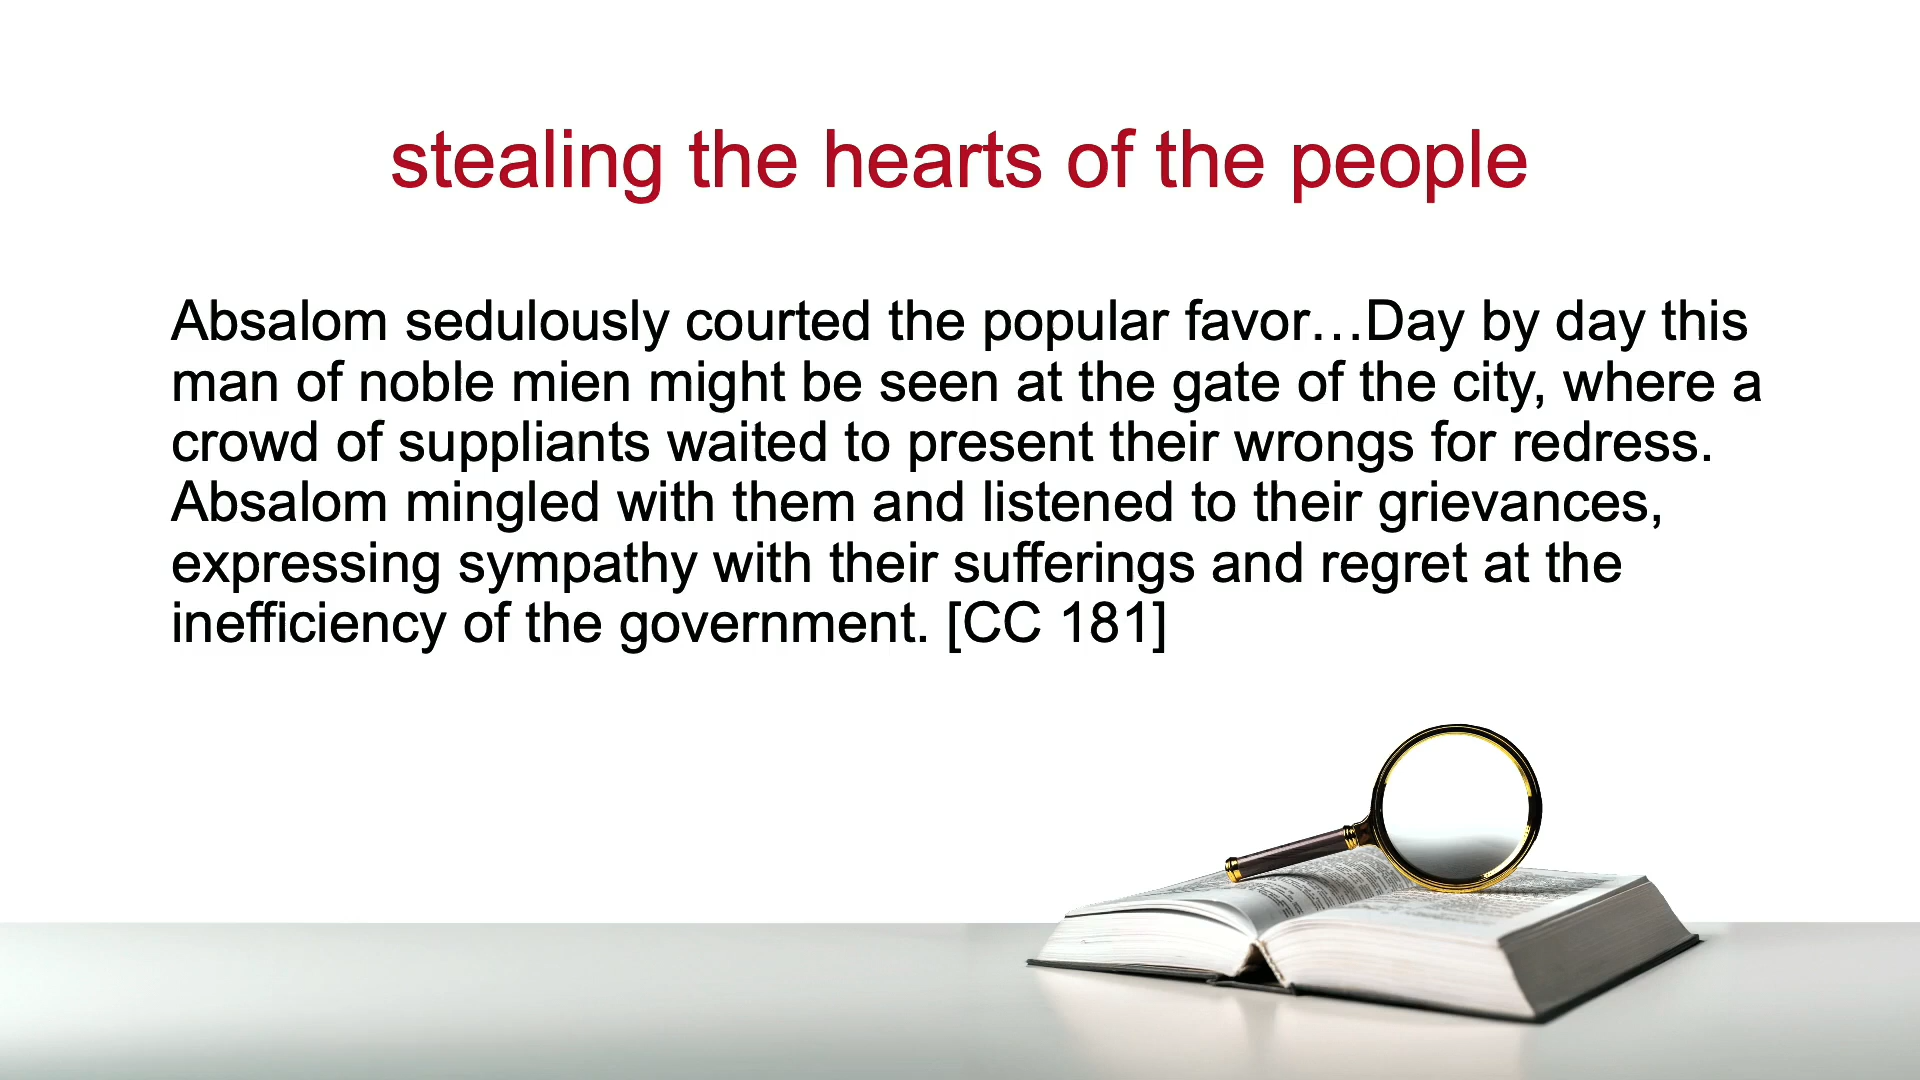 stealing the hearts of the people
Absalom sedulously courted the popular favor…Day by day this
man of noble mien might be seen at the gate of the city, where a
crowd of suppliants waited to present their wrongs for redress.
Absalom mingled with them and listened to their grievances,
expressing sympathy with their sufferings and regret at the
inefficiency of the government. [CC 181]